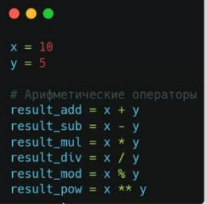 x = 10
y = 5
# Арифметические операторы
result_add = x + y
result_sub = x - y
result_mul = x * y
result_div = x / y
result_mod = x % y
result_pow = x ** y